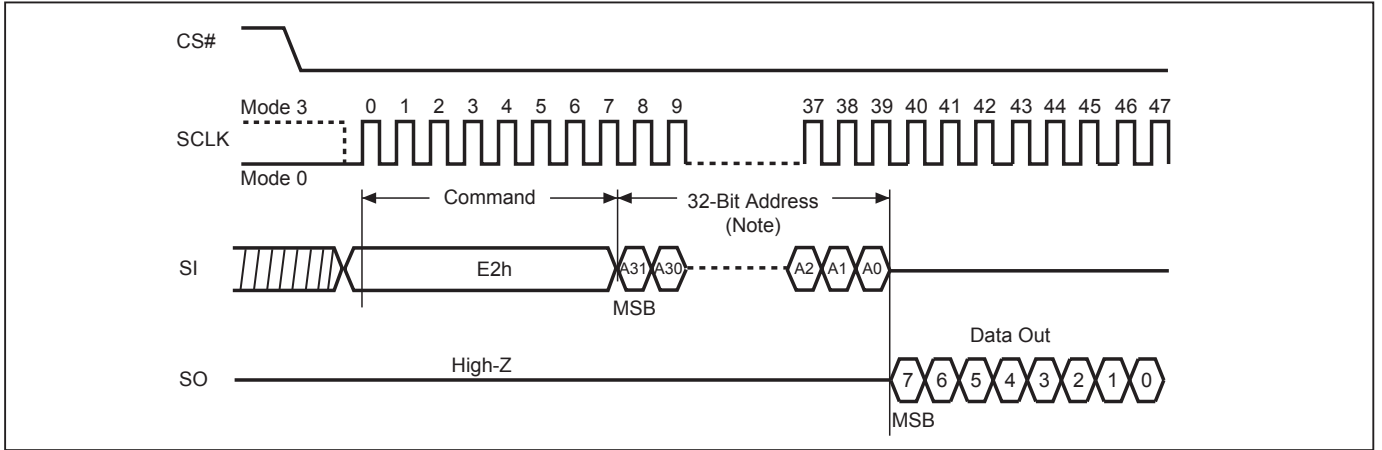 CS#
Mode 3
0 1 2 3 4 5 6 7 8 9 37 38 39 40 41 42 43 44 45 46 47
SCLK
Mode 0
Command
32-Bit Address
(Note)
SI
E2h
A31 A30 A2 A1 A0
MSB
Data Out
High-Z
SO
7 6 5 4 3 2 1 0
MSB